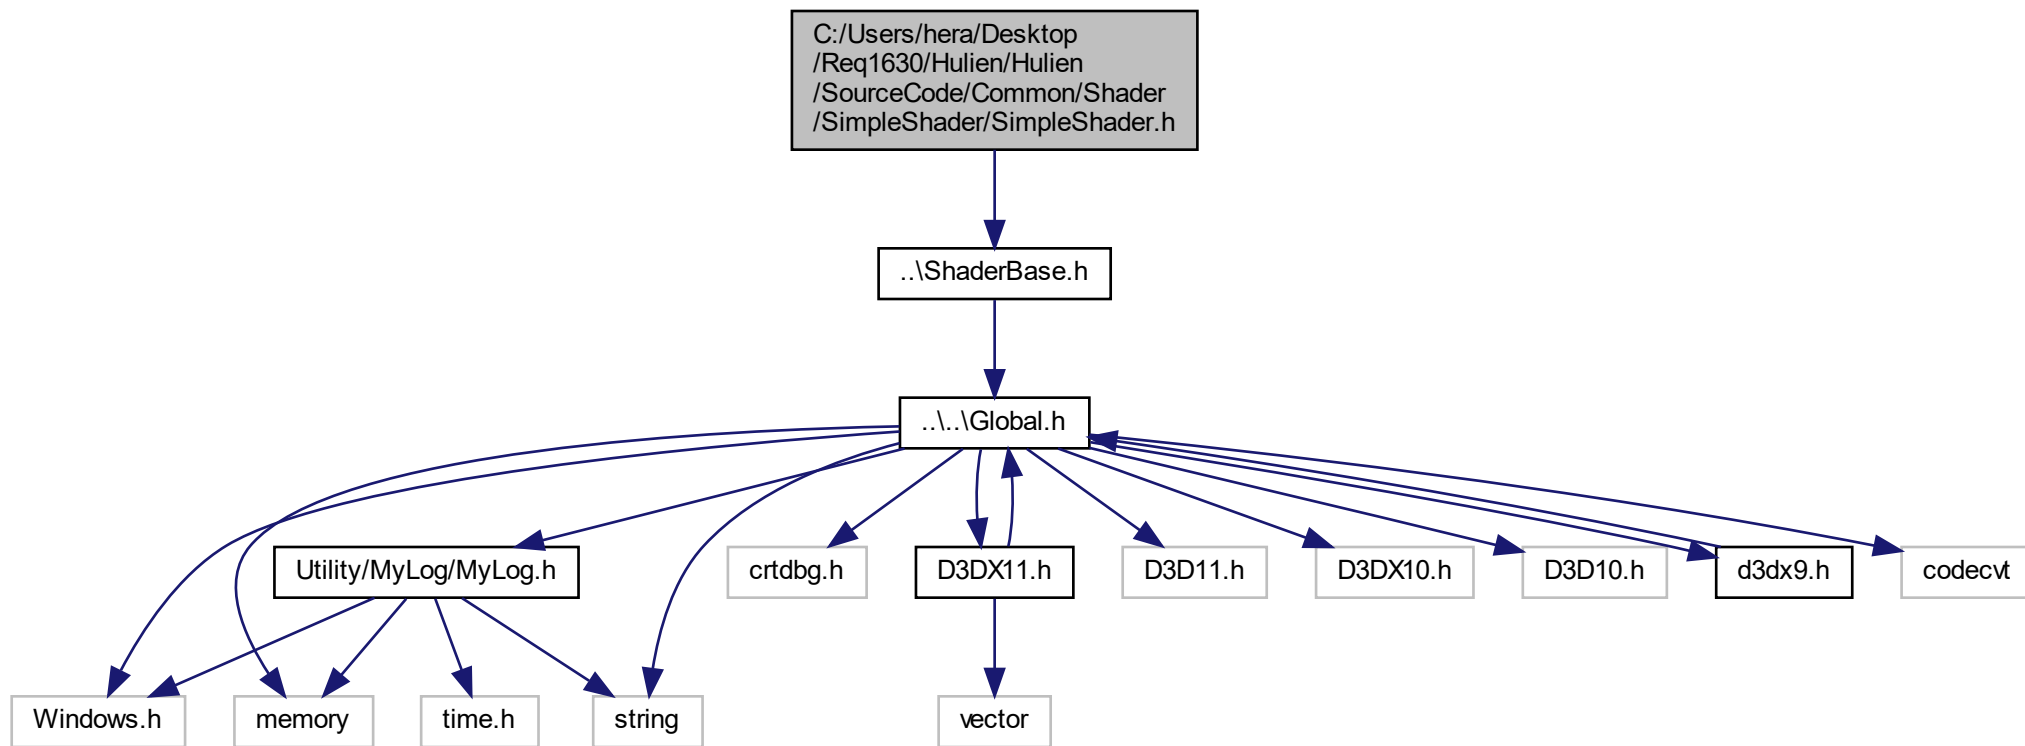 C:/Users/hera/Desktop
/Req1630/Hulien/Hulien
/SourceCode/Common/Shader
/SimpleShader/SimpleShader.h
..\ShaderBase.h
..\..\Global.h
Utility/MyLog/MyLog.h
crtdbg.h
D3DX11.h
D3D11.h
D3DX10.h
D3D10.h
d3dx9.h
codecvt
Windows.h
memory
time.h
string
vector